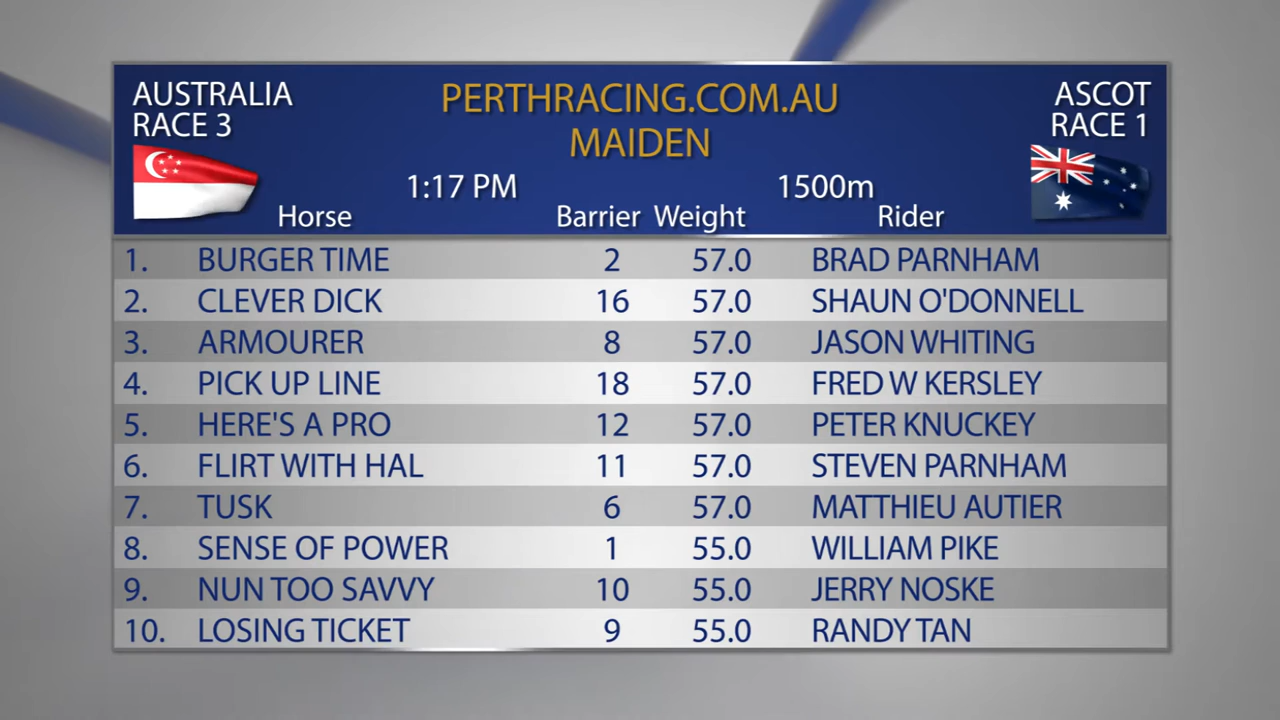 AUSTRALIA PERTHRACING.COM.AU ASCOT
RACE 3 MAIDEN RACE 1
1:17 PM 1500m
Horse Barrier Weight Rider
1. BURGER TIME 2 57.0 BRAD PARNHAM
2. CLEVER DICK 16 57.0 SHAUN O'DONNELL
3. ARMOURER 8 57.0 JASON WHITING
4. PICK UP LINE 18 57.0 FRED W KERSLEY
5. HERE'S A PRO 12 57.0 PETER KNUCKEY
6. FLIRT WITH HAL 11 57.0 STEVEN PARNHAM
7. TUSK 6 57.0 MATTHIEU AUTIER
8. SENSE OF POWER 1 55.0 WILLIAM PIKE
9. NUN TOO SAVVY 10 55.0 JERRY NOSKE
10. LOSING TICKET 9 55.0 RANDY TAN